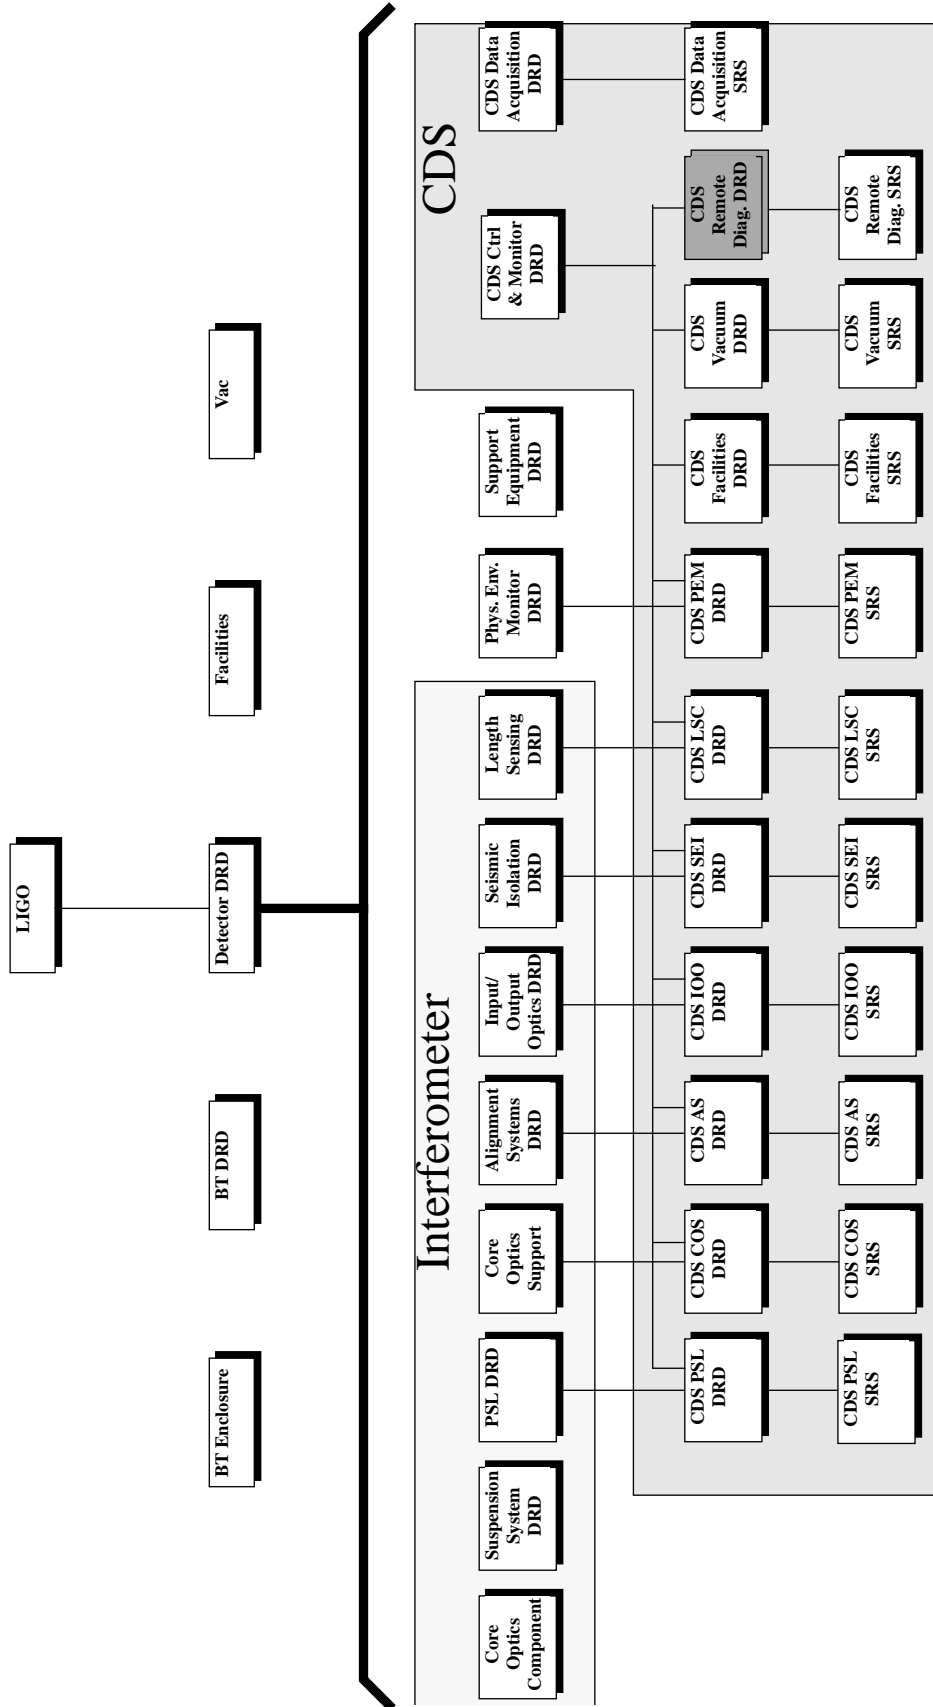 LIGO
BT Enclosure
BT DRD
Detector DRD
Facilities
Vac
Interferometer
CDS
Core
Optics
Component
Suspension
System
DRD
PSL DRD
Core
Optics
Support
Alignment
Systems
DRD
Input/
Output
Optics DRD
Seismic
Isolation
DRD
Length
Sensing
DRD
Phys. Env.
Monitor
DRD
Support
Equipment
DRD
CDS Ctrl
& Monitor
DRD
CDS Data
Acquisition
DRD
CDS PSL
DRD
CDS COS
DRD
CDS AS
DRD
CDS IOO
DRD
CDS SEI
DRD
CDS LSC
DRD
CDS PEM
DRD
CDS
Facilities
DRD
CDS
Vacuum
DRD
CDS
Remote
Diag. DRD
CDS Data
Acquisition
SRS
CDS PSL
SRS
CDS COS
SRS
CDS AS
SRS
CDS IOO
SRS
CDS SEI
SRS
CDS LSC
SRS
CDS PEM
SRS
CDS
Facilities
SRS
CDS
Vacuum
SRS
CDS
Remote
Diag. SRS